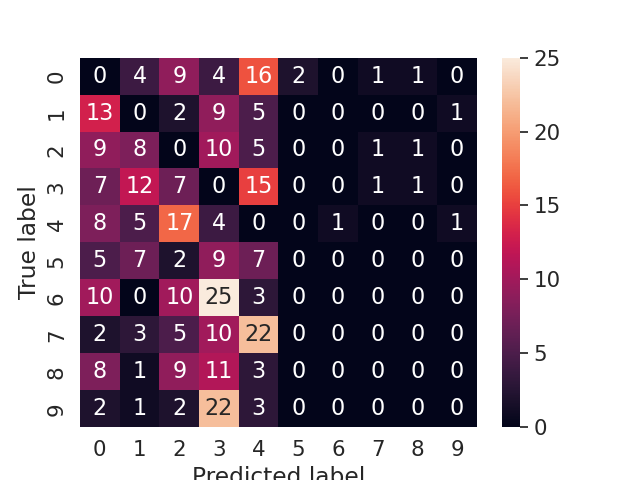 0 0 4 9 4 16 2 0 1 1 0
1 13 0 2 9 5 0 0 0 0 1
2 9 8 0 10 5 0 0 1 1 0
3 7 12 7 0 15 0 0 1 1 0
4 8 5 17 4 0 0 1 0 0 1
5 5 7 2 9 7 0 0 0 0 0
6 10 0 10 25 3 0 0 0 0 0
7 2 3 5 10 22 0 0 0 0 0
8 8 1 9 11 3 0 0 0 0 0
9 2 1 2 22 3 0 0 0 0 0
0 1 2 3 4 5 6 7 8 9
Predicted label
True label
25
20
15
10
5
0